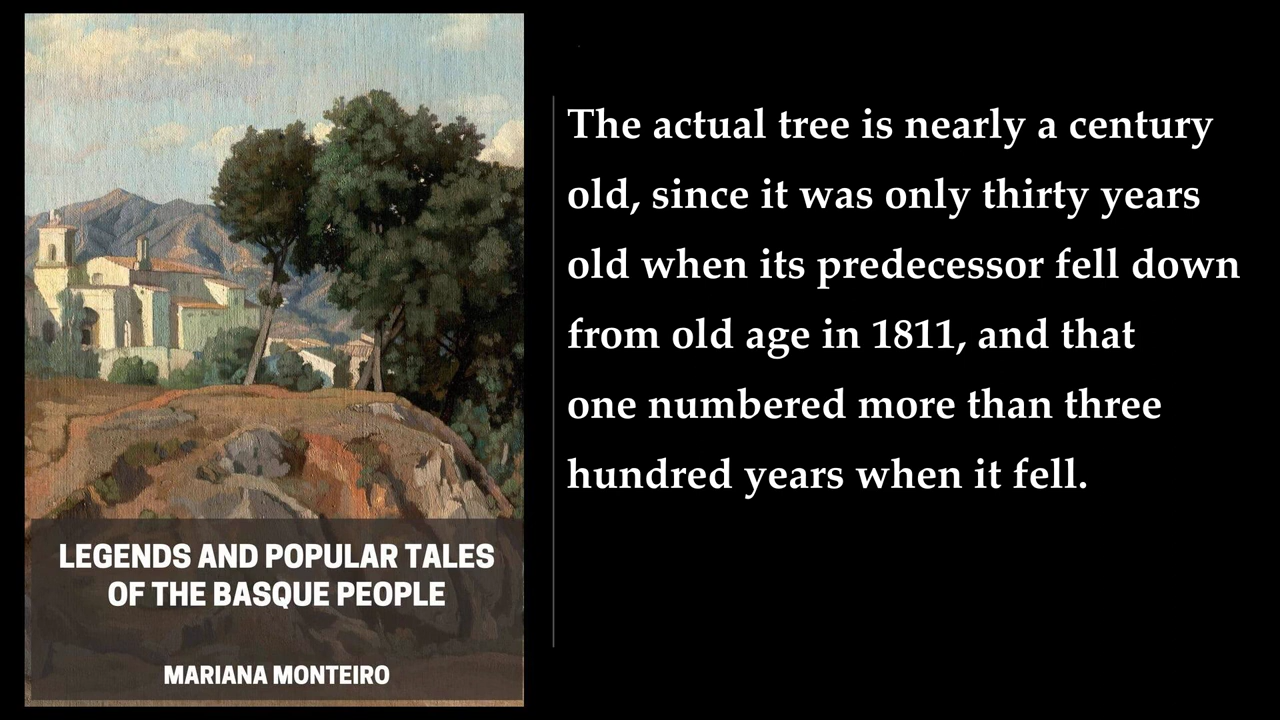 The actual tree is nearly a century
old, since it was only thirty years
old when its predecessor fell down
from old age in 1811, and that
one numbered more than three
hundred years when it fell.
LEGENDS AND POPULAR TALES
OF THE BASQUE PEOPLE
MARIANA MONTEIRO